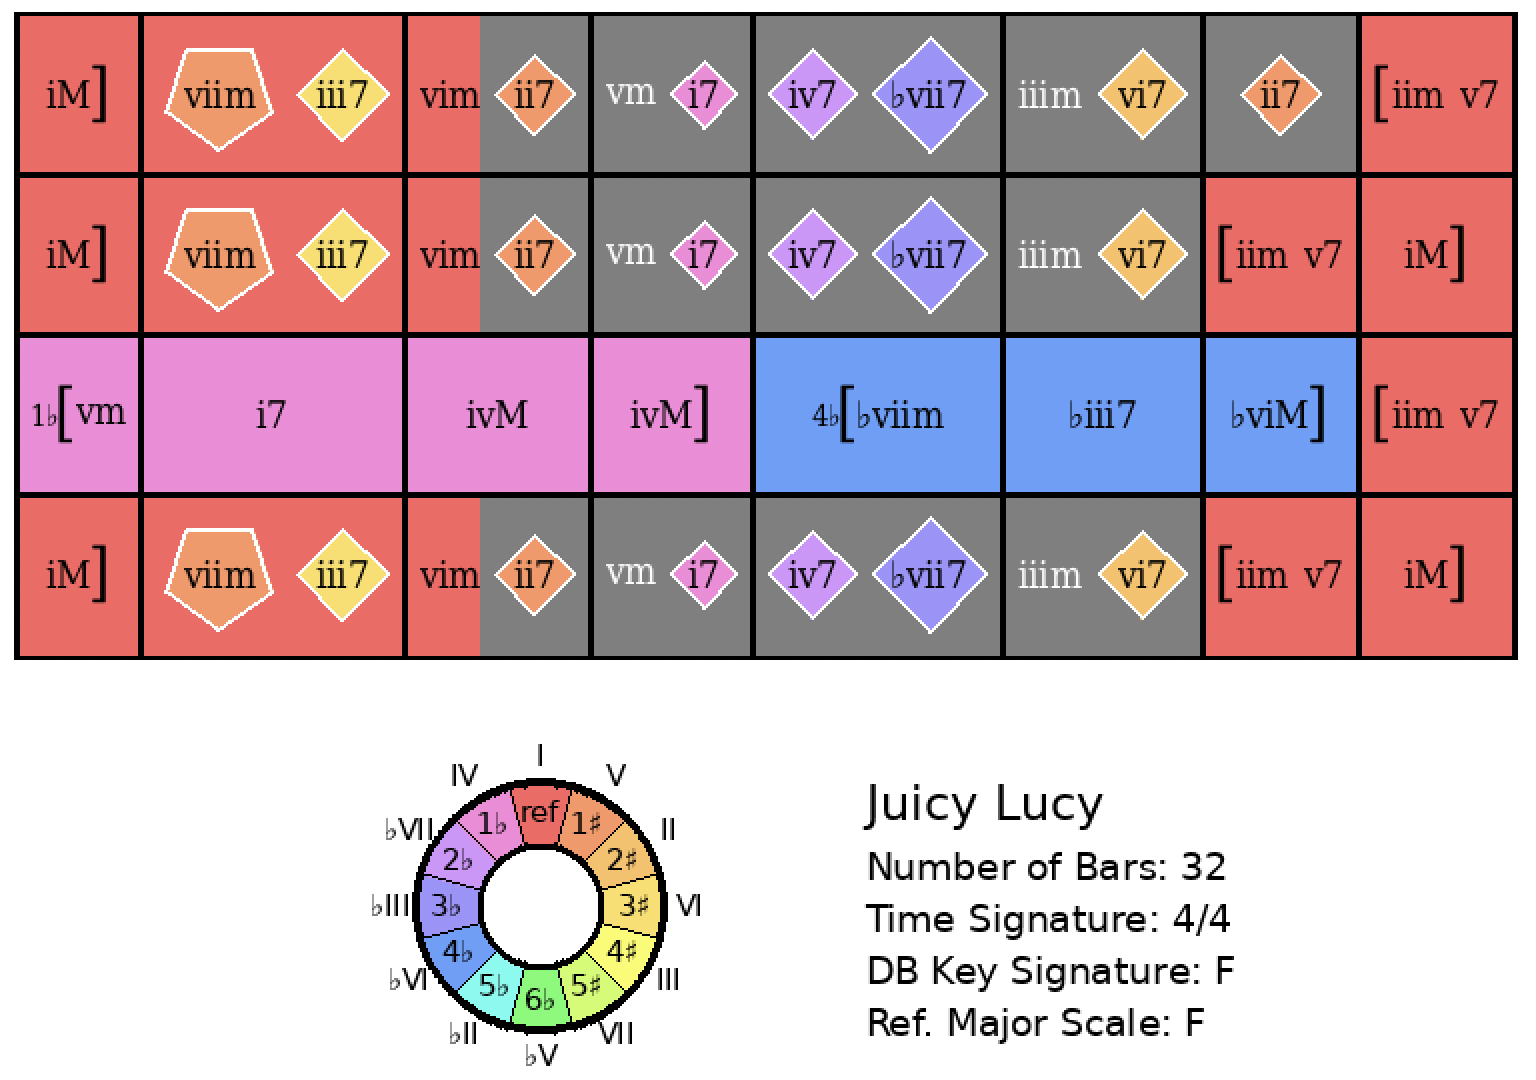 iM] viim iii7 vim ii7 vm i7 iv7 ♭vii7 iiim vi7 ii7 [iim v7
iM] viim iii7 vim ii7 vm i7 iv7 ♭vii7 iiim vi7 [iim v7 iM]
1♭[vm i7 ivM ivM] 4♭[♭viim ♭iii7 ♭viM] [iim v7
iM] viim iii7 vim ii7 vm i7 iv7 ♭vii7 iiim vi7 [iim v7 iM]
I
IV V
♭VII II
♭III VI
♭VI III
♭II VII
♭V
ref
1♭ 1♯
2♭ 2♯
3♭ 3♯
4♭ 4♯
5♭ 5♯
6♭
Juicy Lucy
Number of Bars: 32
Time Signature: 4/4
DB Key Signature: F
Ref. Major Scale: F